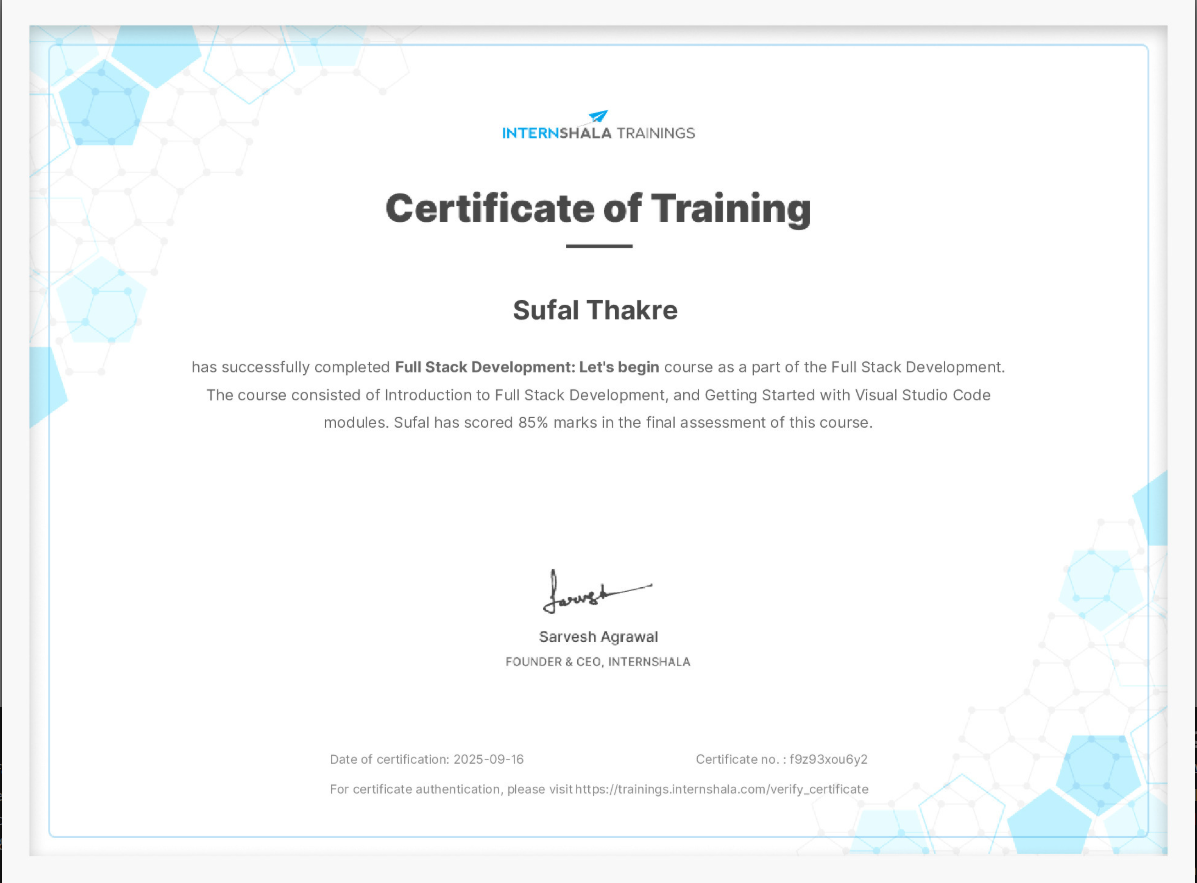 INTERNSHALA TRAININGS
Certificate of Training
Sufal Thakre
has successfully completed Full Stack Development: Let's begin course as a part of the Full Stack Development.
The course consisted of Introduction to Full Stack Development, and Getting Started with Visual Studio Code
modules. Sufal has scored 85% marks in the final assessment of this course.
Sarvesh Agrawal
FOUNDER & CEO, INTERNSHALA
Date of certification: 2025-09-16
Certificate no. : f9z93xou6y2
For certificate authentication, please visit https://trainings.internshala.com/verify_certificate